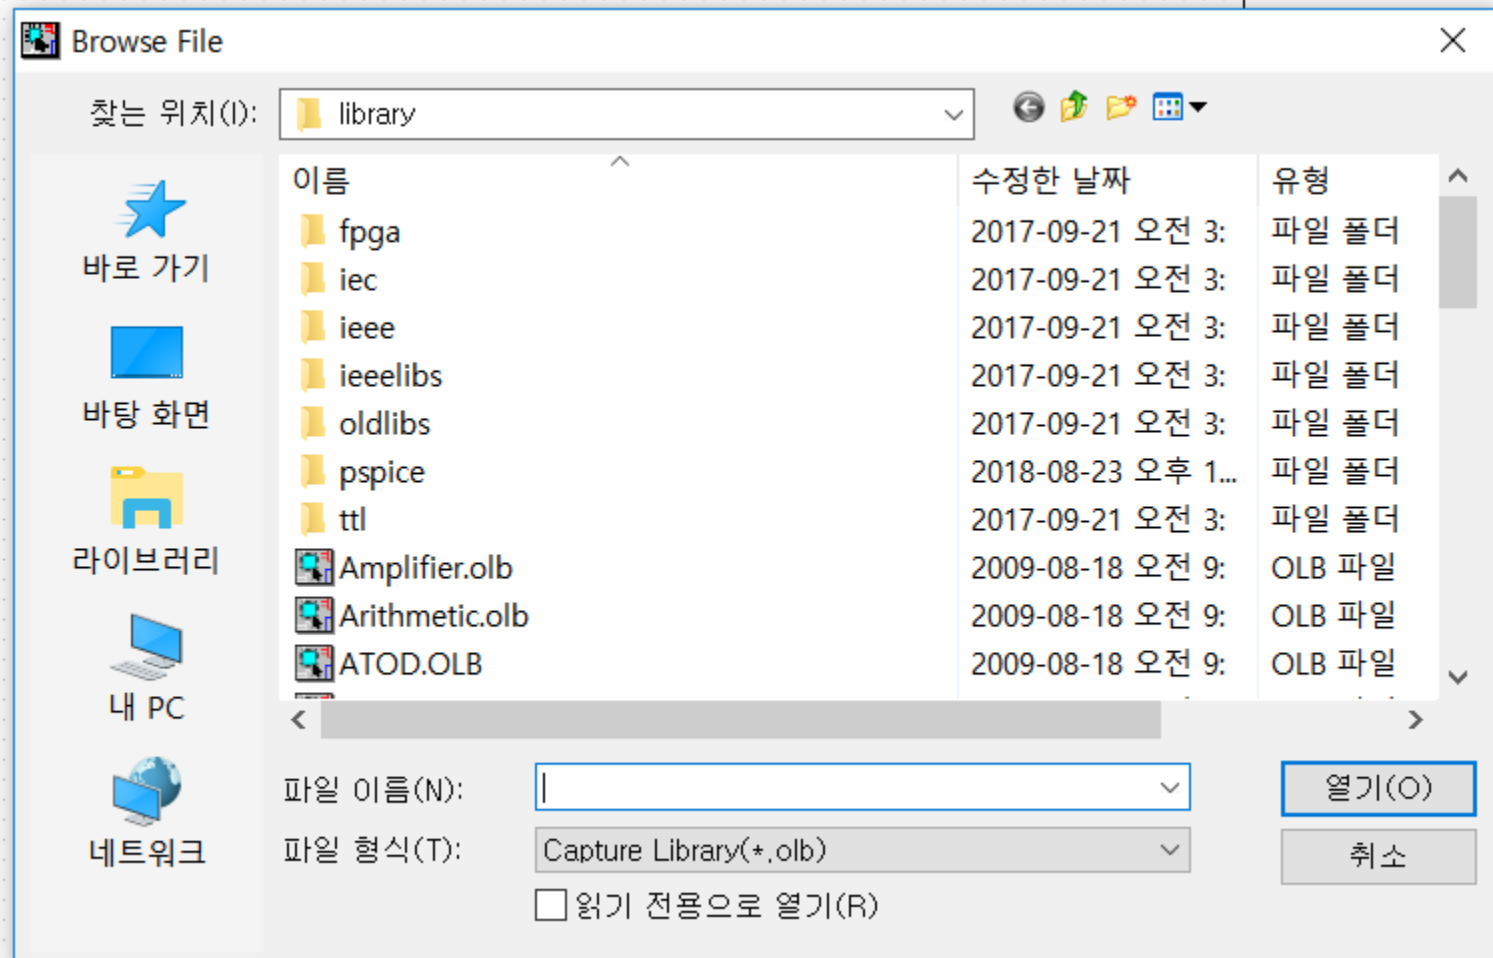 Browse File
찾는 위치(I): library
이름 수정한 날짜 유형
fpga 2017-09-21 오전 3: 파일 폴더
iec 2017-09-21 오전 3: 파일 폴더
ieee 2017-09-21 오전 3: 파일 폴더
ieeelibs 2017-09-21 오전 3: 파일 폴더
oldlibs 2017-09-21 오전 3: 파일 폴더
pspice 2018-08-23 오후 1... 파일 폴더
ttl 2017-09-21 오전 3: 파일 폴더
Amplifier.olb 2009-08-18 오전 9: OLB 파일
Arithmetic.olb 2009-08-18 오전 9: OLB 파일
ATOD.OLB 2009-08-18 오전 9: OLB 파일
바로 가기
바탕 화면
라이브러리
내 PC
네트워크
파일 이름(N): 열기(O)
파일 형식(T): Capture Library(*.olb) 취소
읽기 전용으로 열기(R)